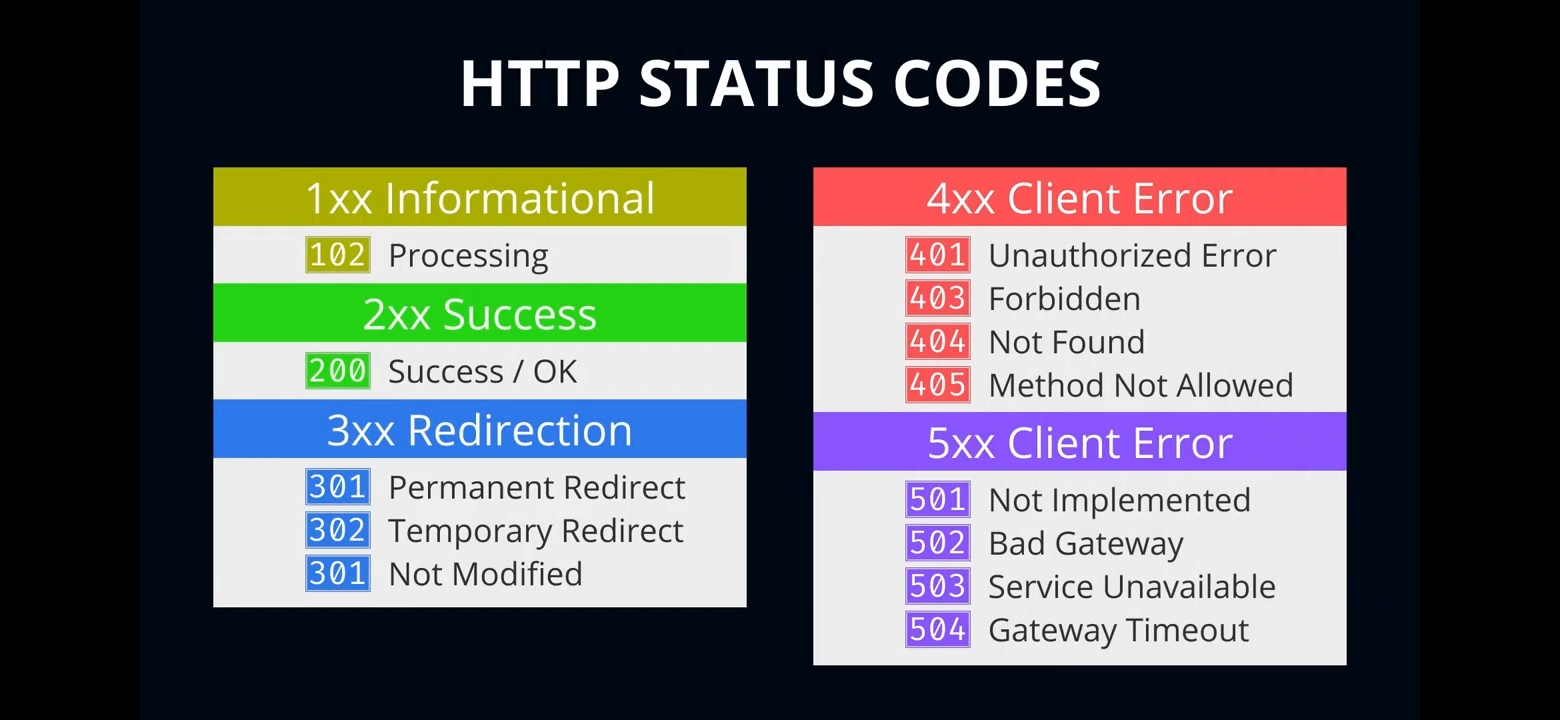 HTTP STATUS CODES
1xx Informational
102 Processing
2xx Success
200 Success / OK
3xx Redirection
301 Permanent Redirect
302 Temporary Redirect
301 Not Modified
4xx Client Error
401 Unauthorized Error
403 Forbidden
404 Not Found
405 Method Not Allowed
5xx Client Error
501 Not Implemented
502 Bad Gateway
503 Service Unavailable
504 Gateway Timeout